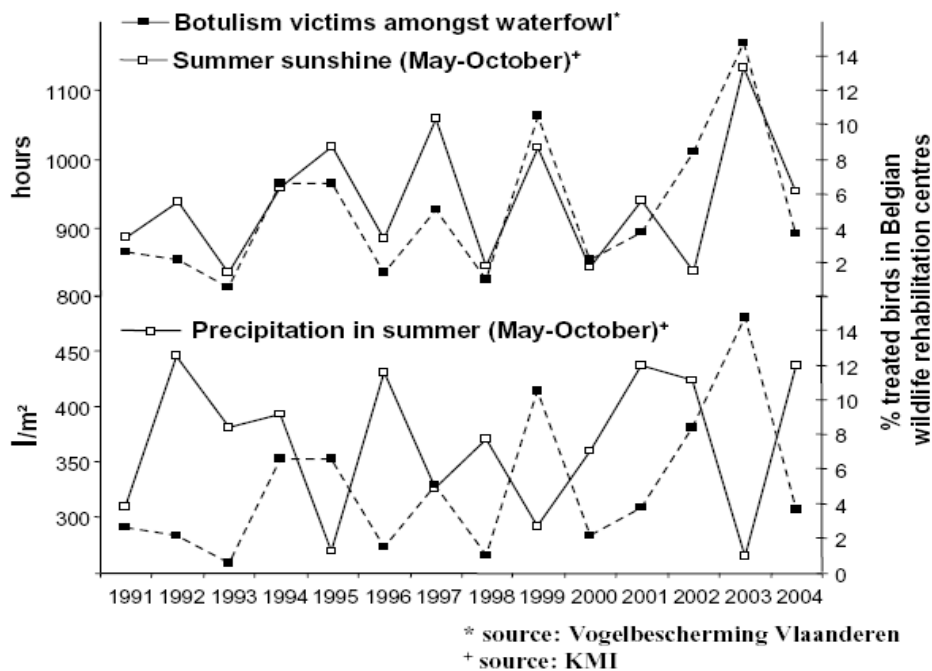 Botulism victims amongst waterfowl*
Summer sunshine (May-October)+
1100
1000
900
800
hours
14
12
10
8
6
4
2
Precipitation in summer (May-October)+
450
400
350
300
l/m²
14
12
10
8
6
4
2
0
% treated birds in Belgian
wildlife rehabilitation centres
1991 1992 1993 1994 1995 1996 1997 1998 1999 2000 2001 2002 2003 2004
* source: Vogelbescherming Vlaanderen
+ source: KMI